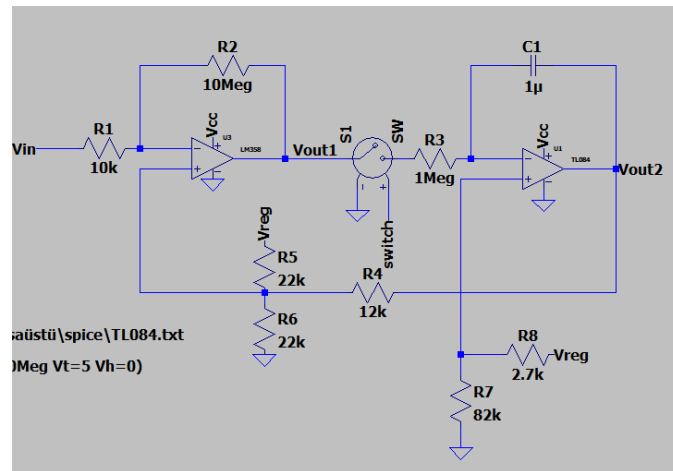 R2
10Meg
C1
1µ
Vin
R1
10k
Vcc
U3
LM358
Vout1
S1
SW
R3
1Meg
Vcc
U1
TL084
Vout2
Vreg
R5
22k
switch
R4
12k
R6
22k
saüstü\spice\TL084.txt
0Meg Vt=5 Vh=0)
R8
2.7k
Vreg
R7
82k